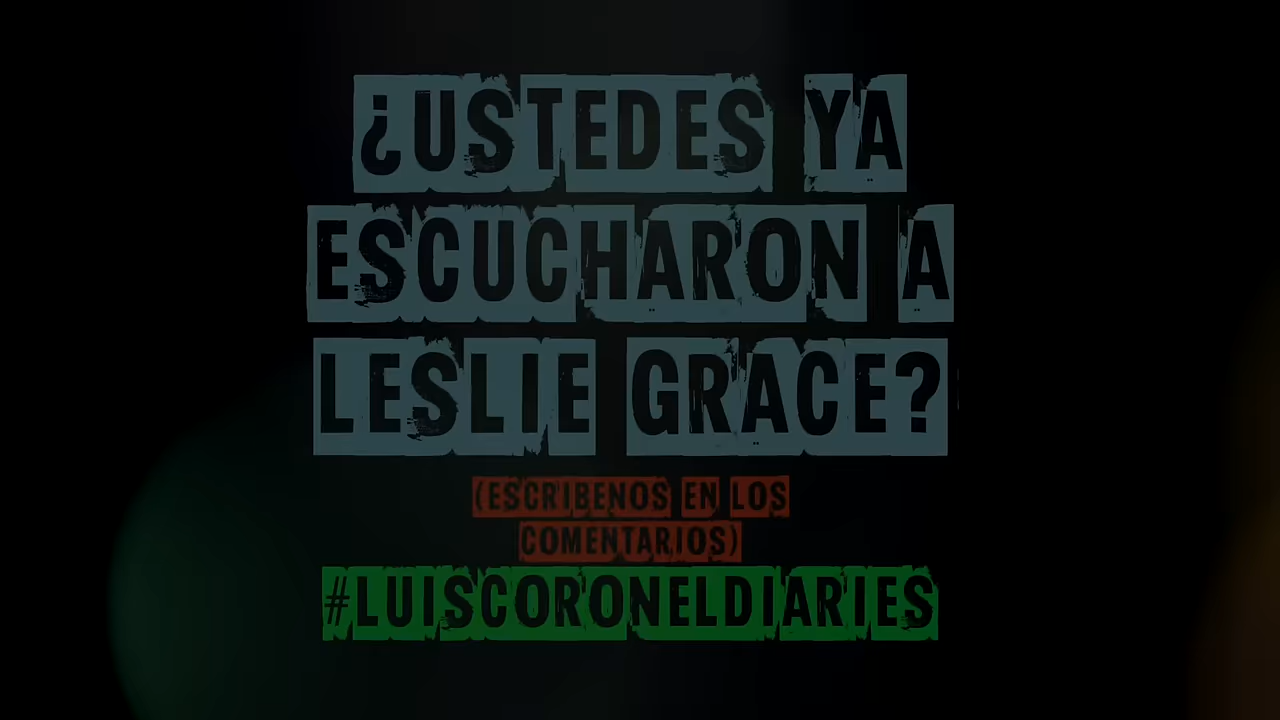 ¿USTEDES YA
ESCUCHARON A
LESLIE GRACE?
(ESCRIBENOS EN LOS
COMENTARIOS)
#LUISCORONELDIARIES